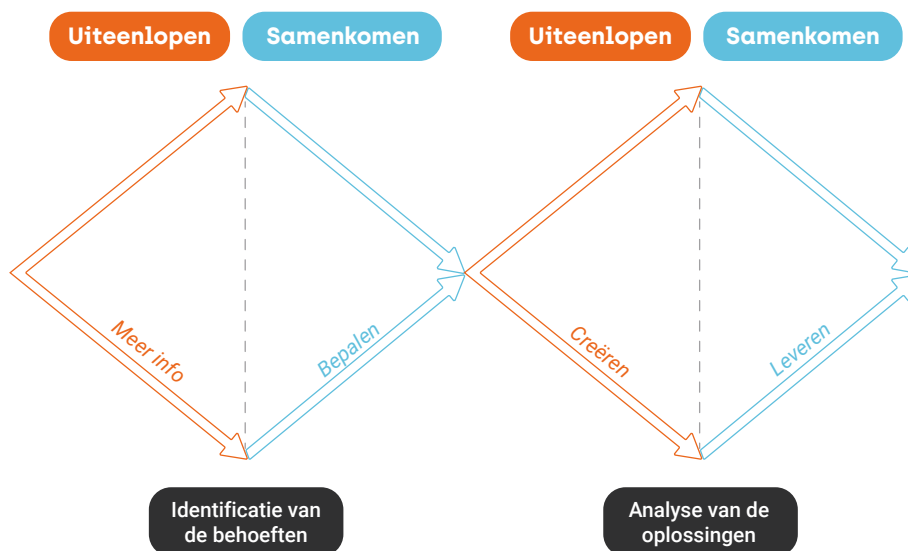 Uiteenlopen
Samenkomen
Uiteenlopen
Samenkomen
Meer info
Bepalen
Creëren
Leveren
Identificatie van
de behoeften
Analyse van de
oplossingen